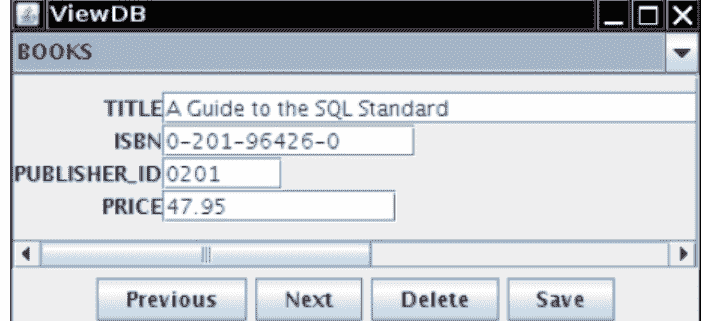 ViewDB
BOOKS
TITLE A Guide to the SQL Standard
ISBN 0-201-96426-0
PUBLISHER_ID 0201
PRICE 47.95
Previous Next Delete Save